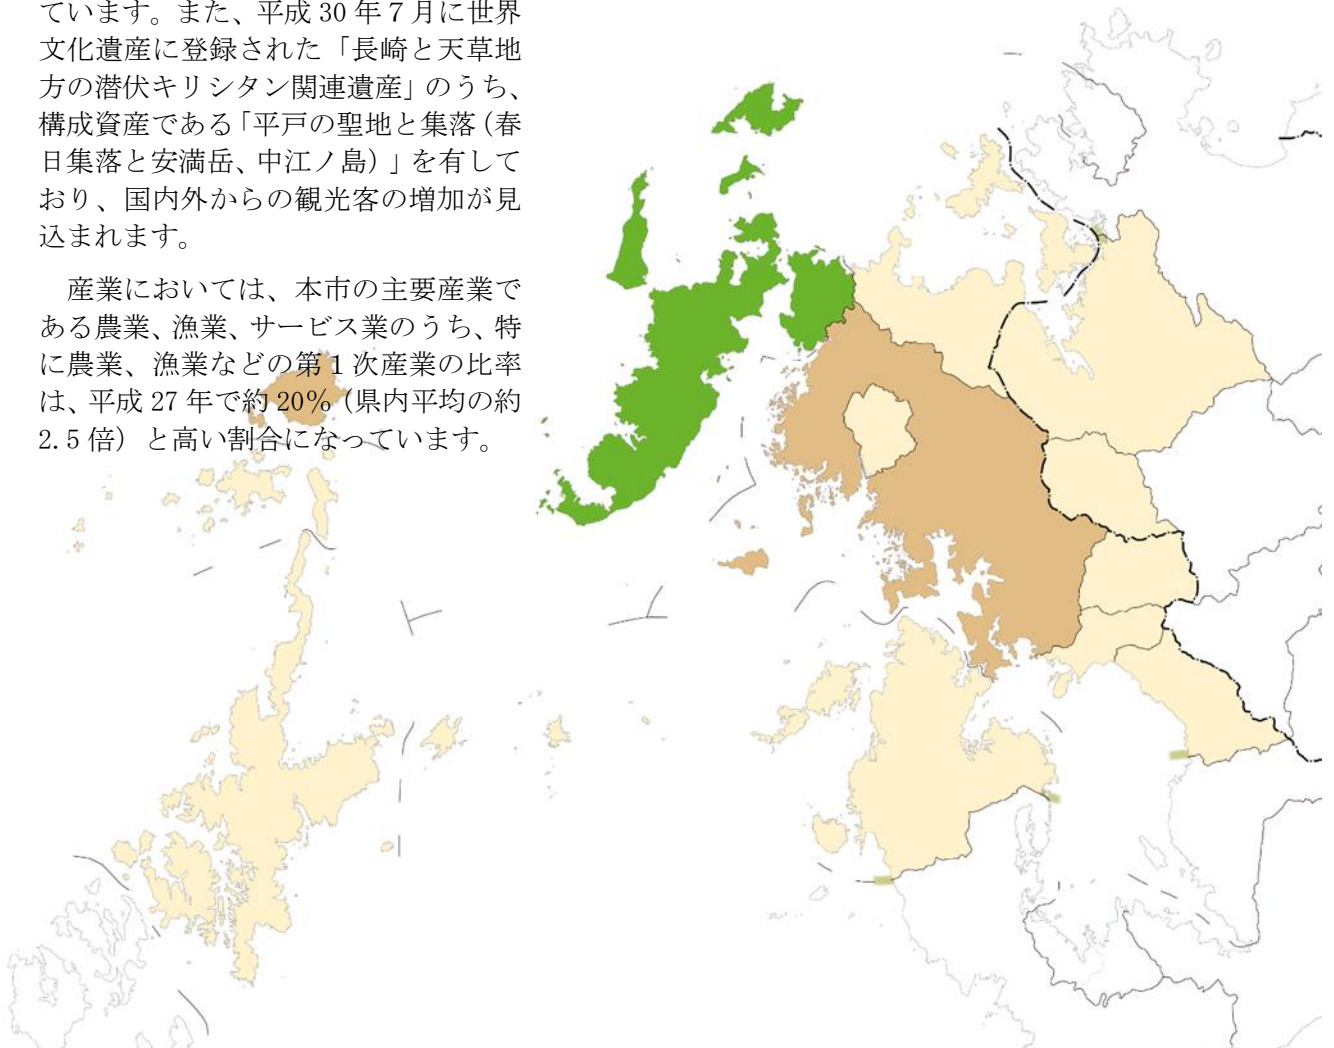 ています。また、平成 30 年７月に世界
文化遺産に登録された「長崎と天草地
方の潜伏キリシタン関連遺産」のうち、
構成資産である「平戸の聖地と集落（春
日集落と安満岳、中江ノ島）」を有して
おり、国内外からの観光客の増加が見
込まれます。
産業においては、本市の主要産業で
ある農業、漁業、サービス業のうち、特
に農業、漁業などの第１次産業の比率
は、平成 27 年で約 20％（県内平均の約
2.5 倍）と高い割合になっています。